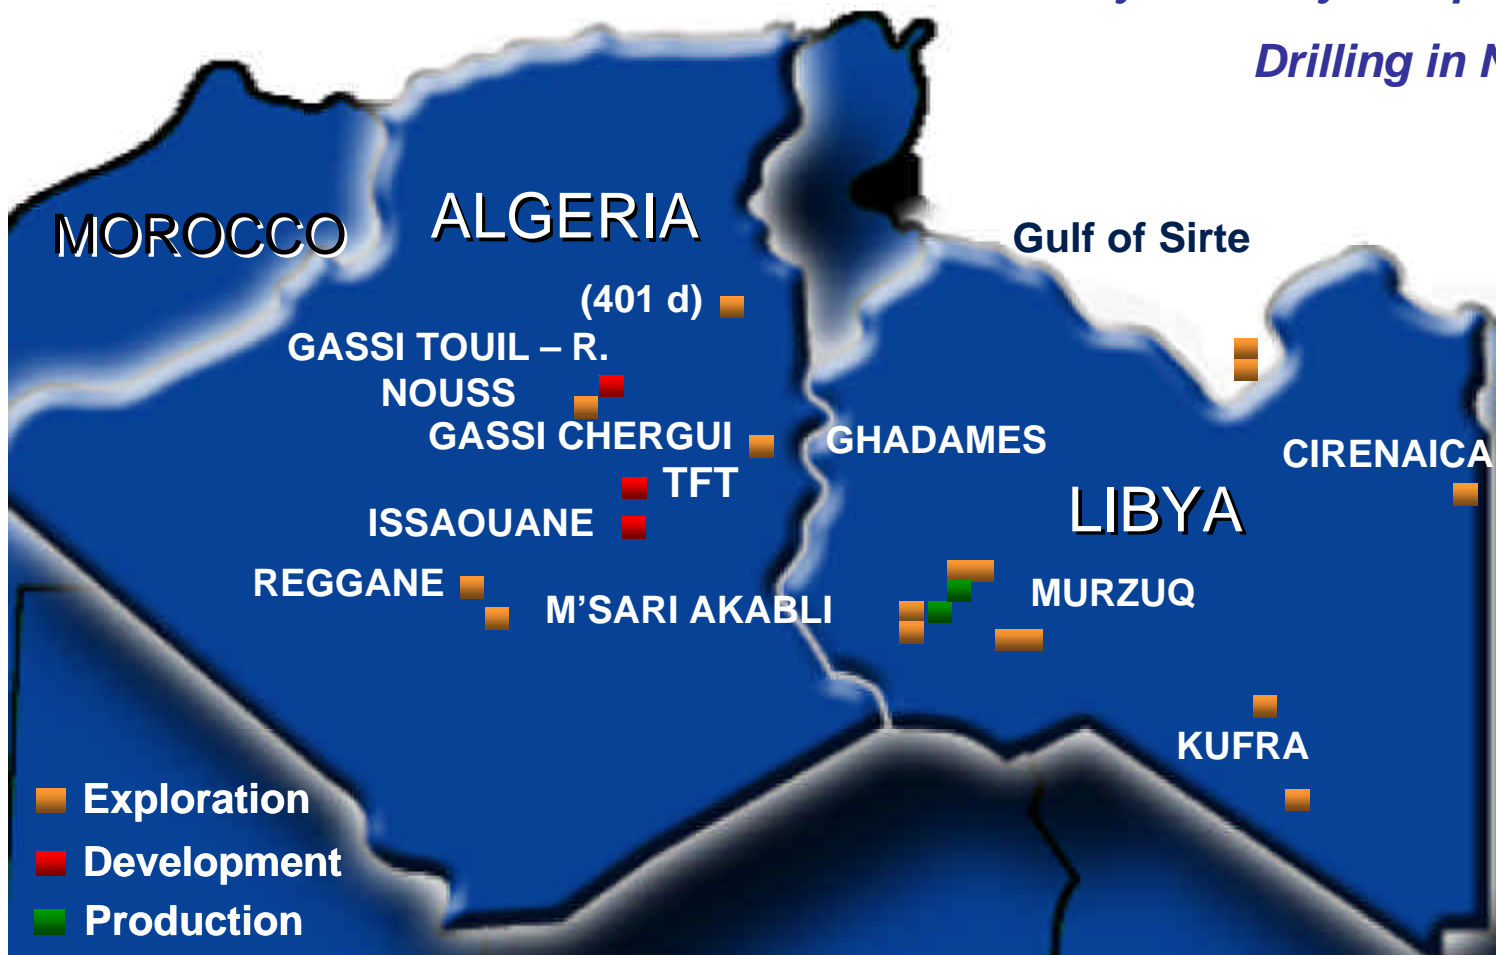 Drilling in N
MOROCCO
ALGERIA
Gulf of Sirte
(401 d)
GASSI TOUIL – R.
NOUSS
GASSI CHERGUI
GHADAMES
CIRENAICA
TFT
LIBYA
ISSAOUANE
REGGANE
M’SARI AKABLI
MURZUQ
KUFRA
Exploration
Development
Production